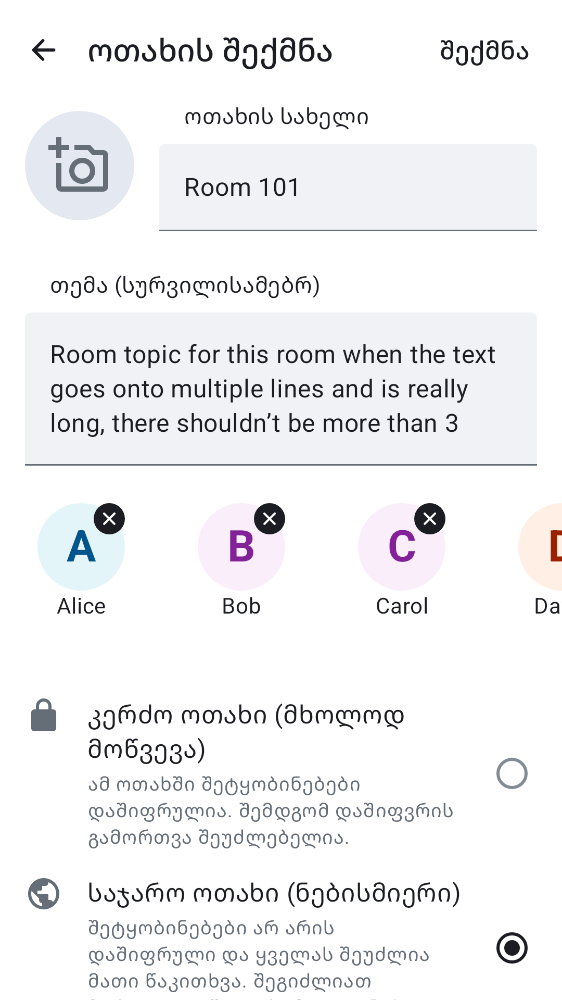 ოთახის შექმნა
შექმნა
ოთახის სახელი
Room 101
თემა (სურვილისამებრ)
Room topic for this room when the text
goes onto multiple lines and is really
long, there shouldn’t be more than 3
A
B
C
Alice
Bob
Carol
Da
კერძო ოთახი (მხოლოდ
მოწვევა)
ამ ოთახში შეტყობინებები
დაშიფრულია. შემდგომ დაშიფვრის
გამორთვა შეუძლებელია.
საჯარო ოთახი (ნებისმიერი)
შეტყობინებები არ არის
დაშიფრული და ყველას შეუძლია
მათი წაკითხვა. შეგიძლიათ